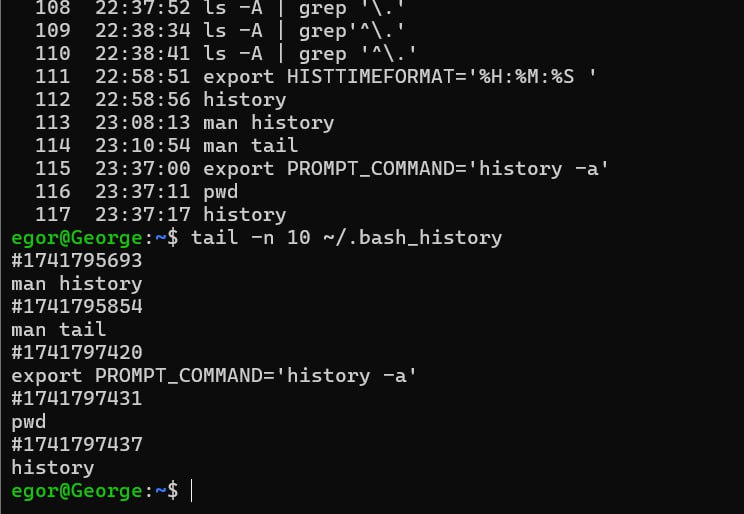 108  22:37:52 ls -A | grep '\.'
109  22:38:34 ls -A | grep'^\.'
110  22:38:41 ls -A | grep '^\.'
111  22:58:51 export HISTTIMEFORMAT='%H:%M:%S '
112  22:58:56 history
113  23:08:13 man history
114  23:10:54 man tail
115  23:37:00 export PROMPT_COMMAND='history -a'
116  23:37:11 pwd
117  23:37:17 history
egor@George:~$ tail -n 10 ~/.bash_history
#1741795693
man history
#1741795854
man tail
#1741797420
export PROMPT_COMMAND='history -a'
#1741797431
pwd
#1741797437
history
egor@George:~$